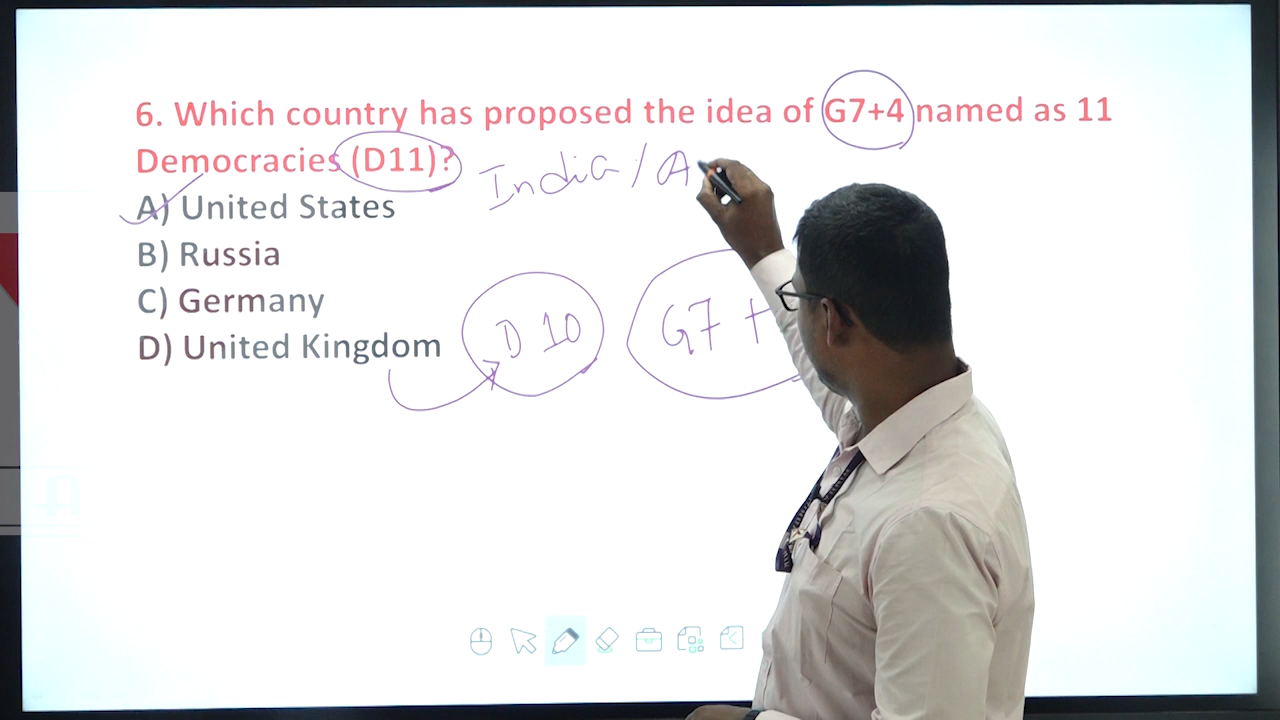 6. Which country has proposed the idea of G7+4 named as 11
Democracies (D11)?
India / A
A) United States
B) Russia
C) Germany
D) United Kingdom
D 10
G7 +